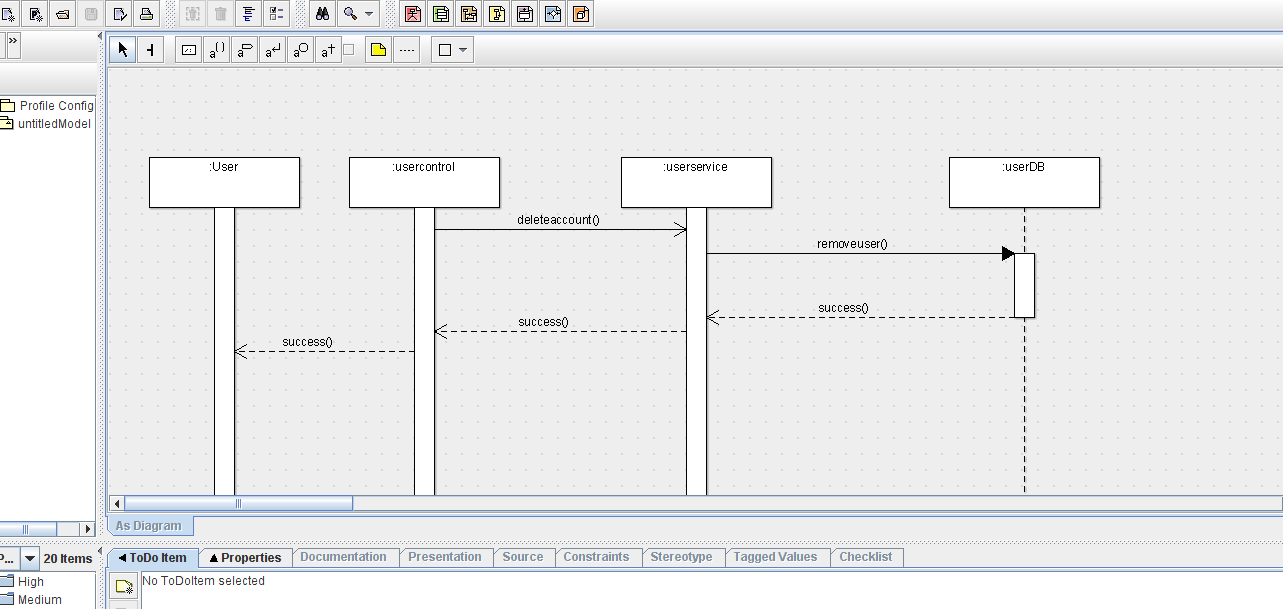 »
Profile Config
untitledModel
:User
:usercontrol
:userservice
:userDB
deleteaccount()
removeuser()
success()
success()
success()
As Diagram
P...
20 Items
ToDo Item
Properties
Documentation
Presentation
Source
Constraints
Stereotype
Tagged Values
Checklist
High
Medium
No ToDoItem selected